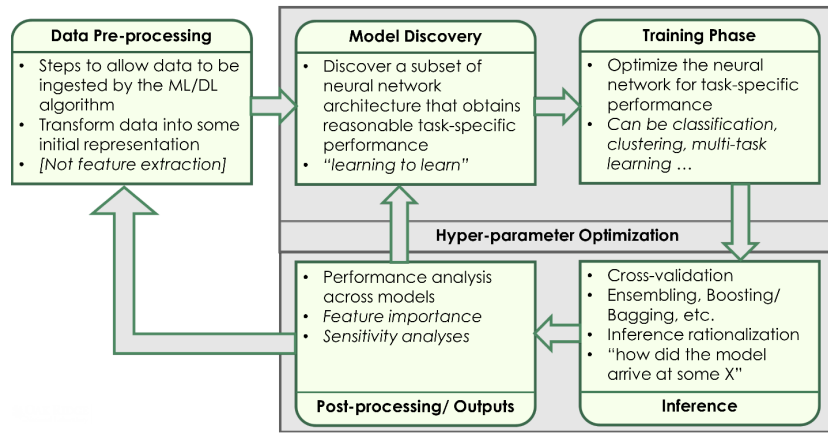 Data Pre-processing
• Steps to allow data to be
ingested by the ML/DL
algorithm
• Transform data into some
initial representation
• [Not feature extraction]
Model Discovery
• Discover a subset of
neural network
architecture that obtains
reasonable task-specific
performance
• “learning to learn”
Training Phase
• Optimize the neural
network for task-specific
performance
• Can be classification,
clustering, multi-task
learning …
Hyper-parameter Optimization
• Performance analysis
across models
• Feature importance
• Sensitivity analyses
Post-processing/ Outputs
• Cross-validation
• Ensembling, Boosting/
Bagging, etc.
• Inference rationalization
• “how did the model
arrive at some X”
Inference